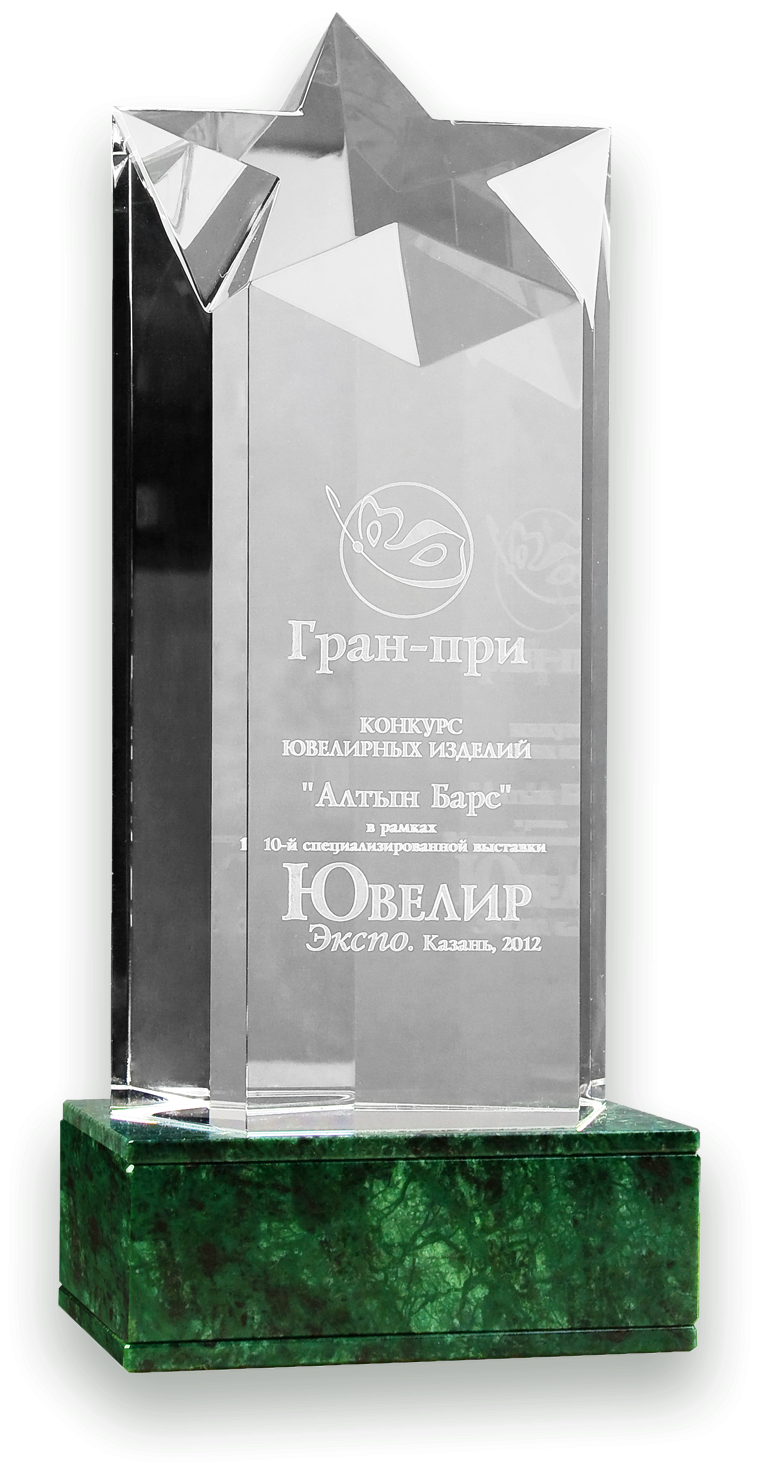 Гран-при
КОНКУРС
ЮВЕЛИРНЫХ ИЗДЕЛИЙ
"Алтын Барс"
в рамках
10-й специализированной выставки
Ювелир
Экспо. Казань, 2012